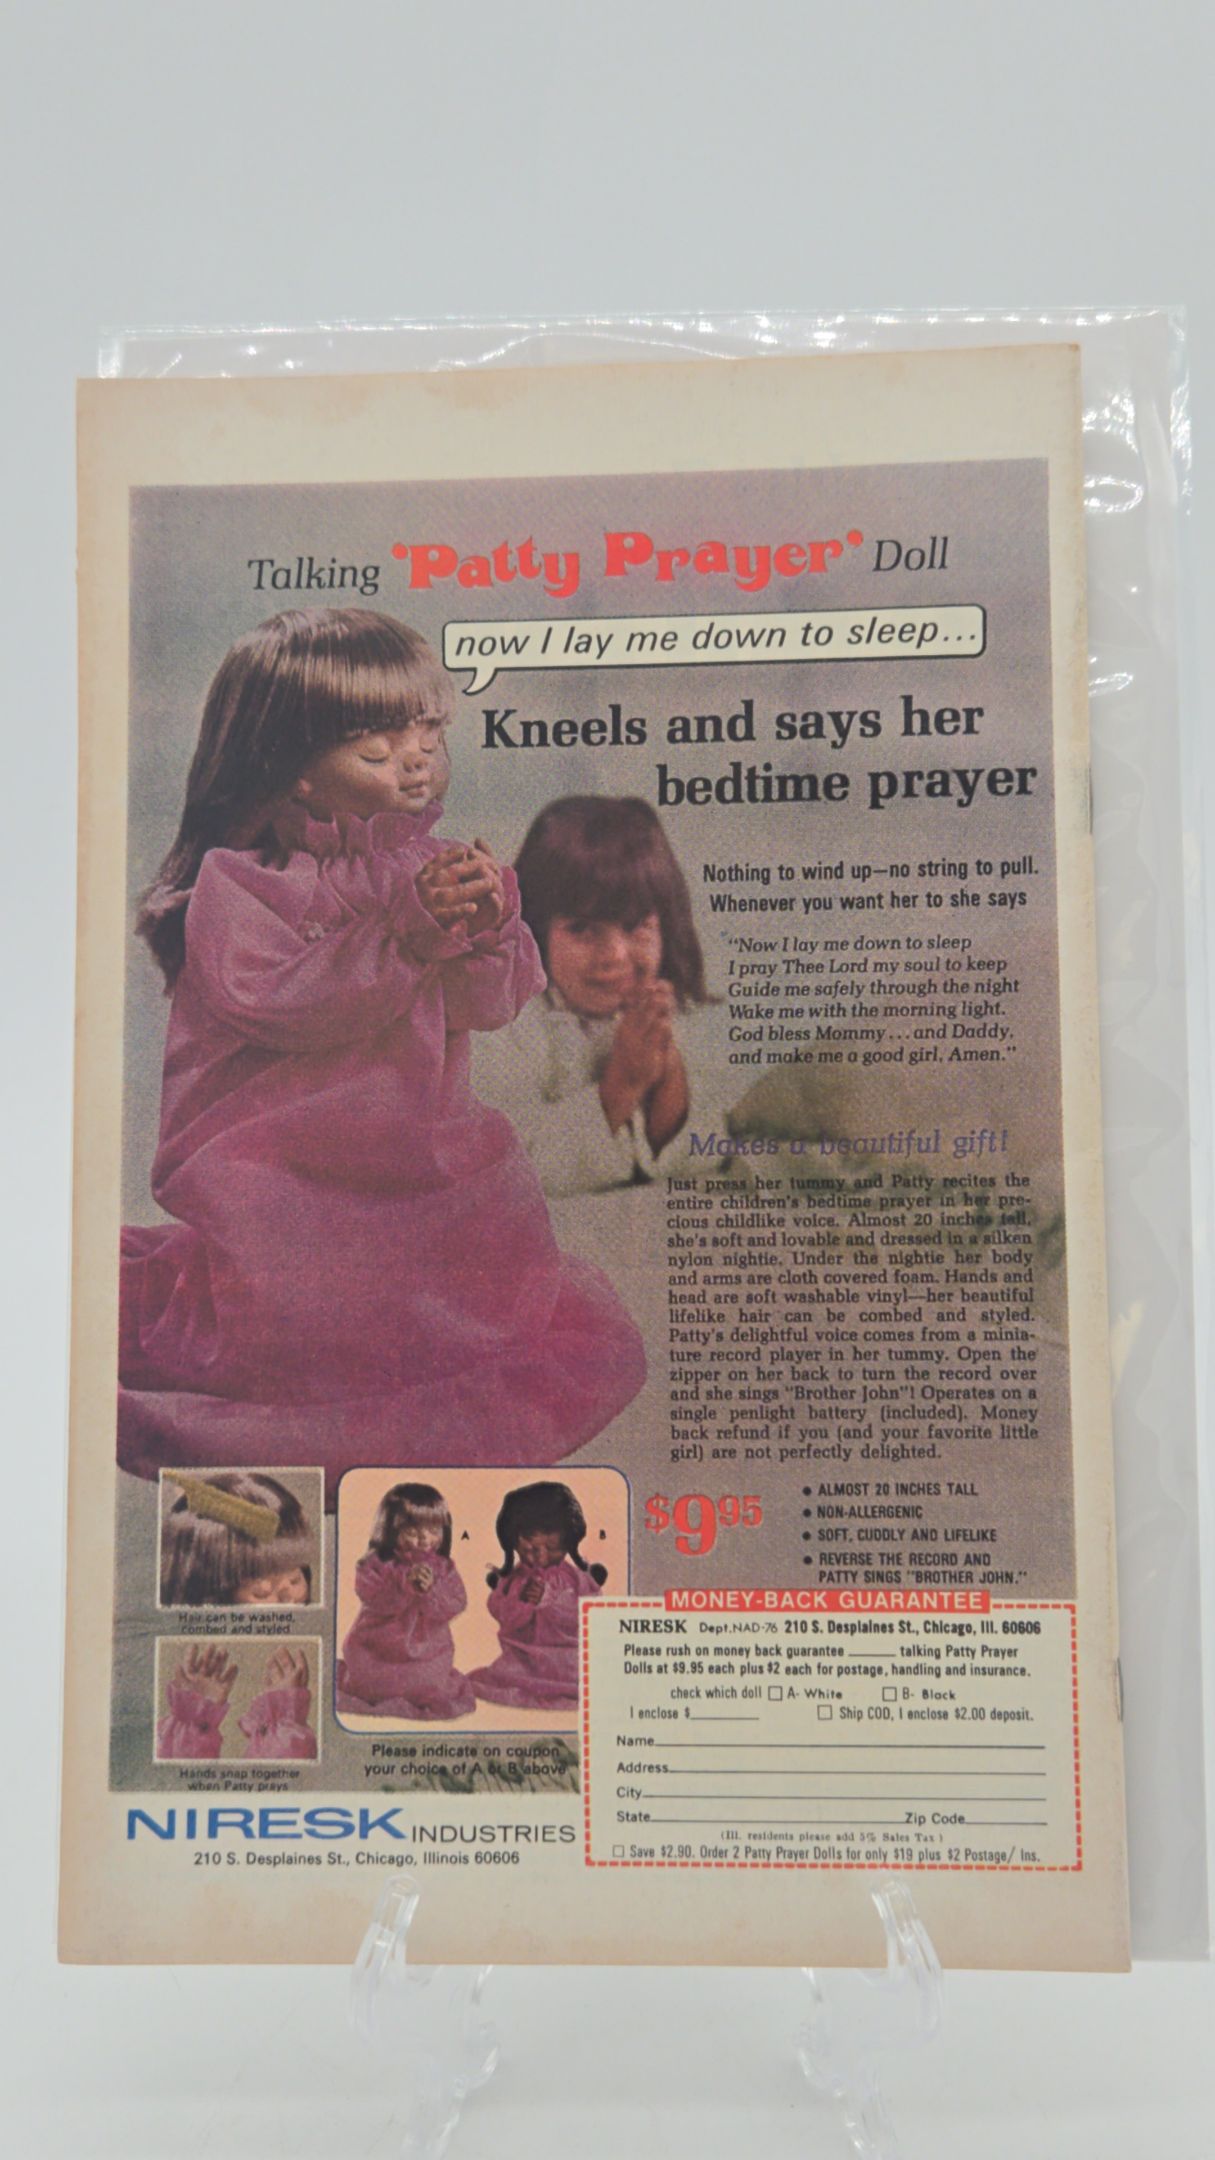 Talking 'Patty Prayer' Doll
now I lay me down to sleep...
Kneels and says her
bedtime prayer
Nothing to wind up—no string to pull.
Whenever you want her to she says
"Now I lay me down to sleep
I pray Thee Lord my soul to keep
Guide me safely through the night
Wake me with the morning light.
God bless Mommy...and Daddy,
and make me a good girl, Amen."
Makes a beautiful gift!
Just press her tummy and Patty recites the
entire children's bedtime prayer in her pre-
cious childlike voice. Almost 20 inches tall,
she's soft and lovable and dressed in a silken
nylon nightie. Under the nightie her body
and arms are cloth covered foam. Hands and
head are soft washable vinyl—her beautiful
lifelike hair can be combed and styled.
Patty's delightful voice comes from a minia-
ture record player in her tummy. Open the
zipper on her back to turn the record over
and she sings "Brother John"! Operates on a
single penlight battery (included). Money
back refund if you (and your favorite little
girl) are not perfectly delighted.
$9.95
• ALMOST 20 INCHES TALL
• NON-ALLERGENIC
• SOFT, CUDDLY AND LIFELIKE
• REVERSE THE RECORD AND
PATTY SINGS "BROTHER JOHN."
Hair can be washed,
combed and styled
Hands snap together
when Patty prays
A
B
Please indicate on coupon
your choice of A or B above
NIRESK INDUSTRIES
210 S. Desplaines St., Chicago, Illinois 60606
MONEY-BACK GUARANTEE
NIRESK Dept.NAD-76 210 S. Desplaines St., Chicago, Ill. 60606
Please rush on money back guarantee ______ talking Patty Prayer
Dolls at $9.95 each plus $2 each for postage, handling and insurance.
check which doll ☐ A- White ☐ B- Black
I enclose $________ ☐ Ship COD, I enclose $2.00 deposit.
Name
Address
City
State Zip Code
(Ill. residents please add 5% Sales Tax)
☐ Save $2.90. Order 2 Patty Prayer Dolls for only $19 plus $2 Postage/ Ins.